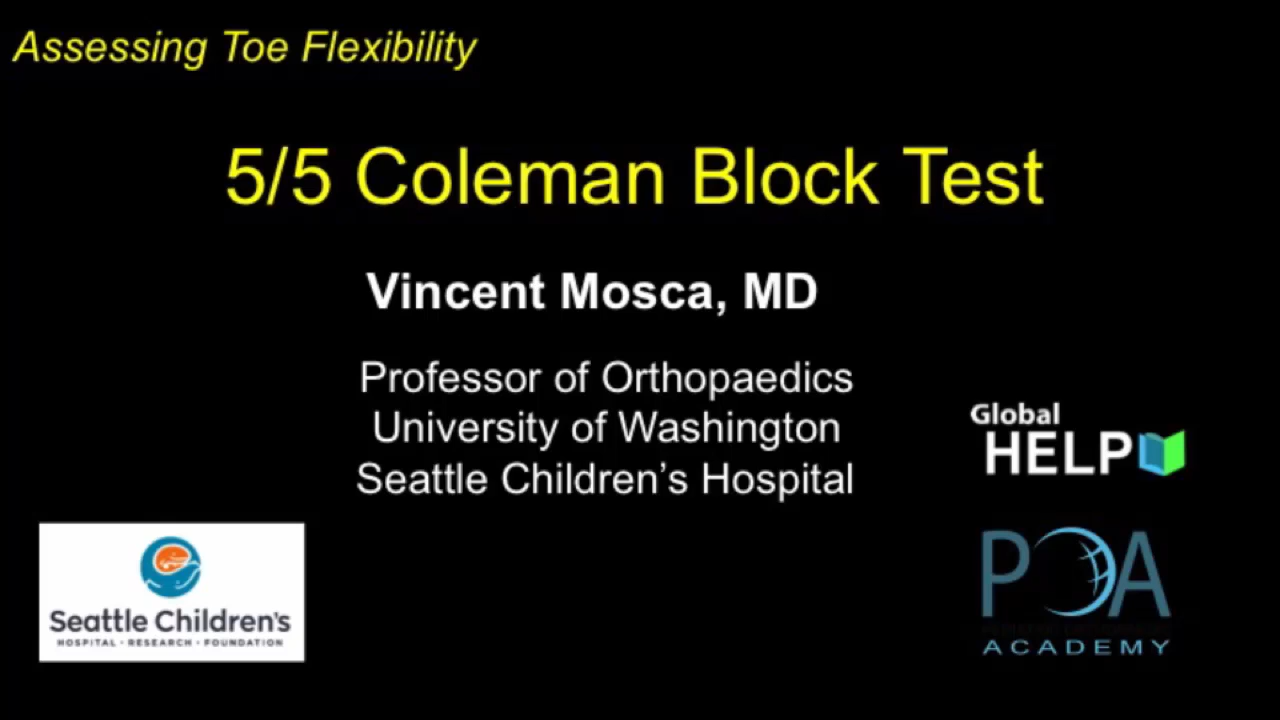 Assessing Toe Flexibility
5/5 Coleman Block Test
Vincent Mosca, MD
Professor of Orthopaedics
University of Washington
Seattle Children's Hospital
Global
HELP
Seattle Children's
HOSPITAL · RESEARCH · FOUNDATION
POA
ACADEMY